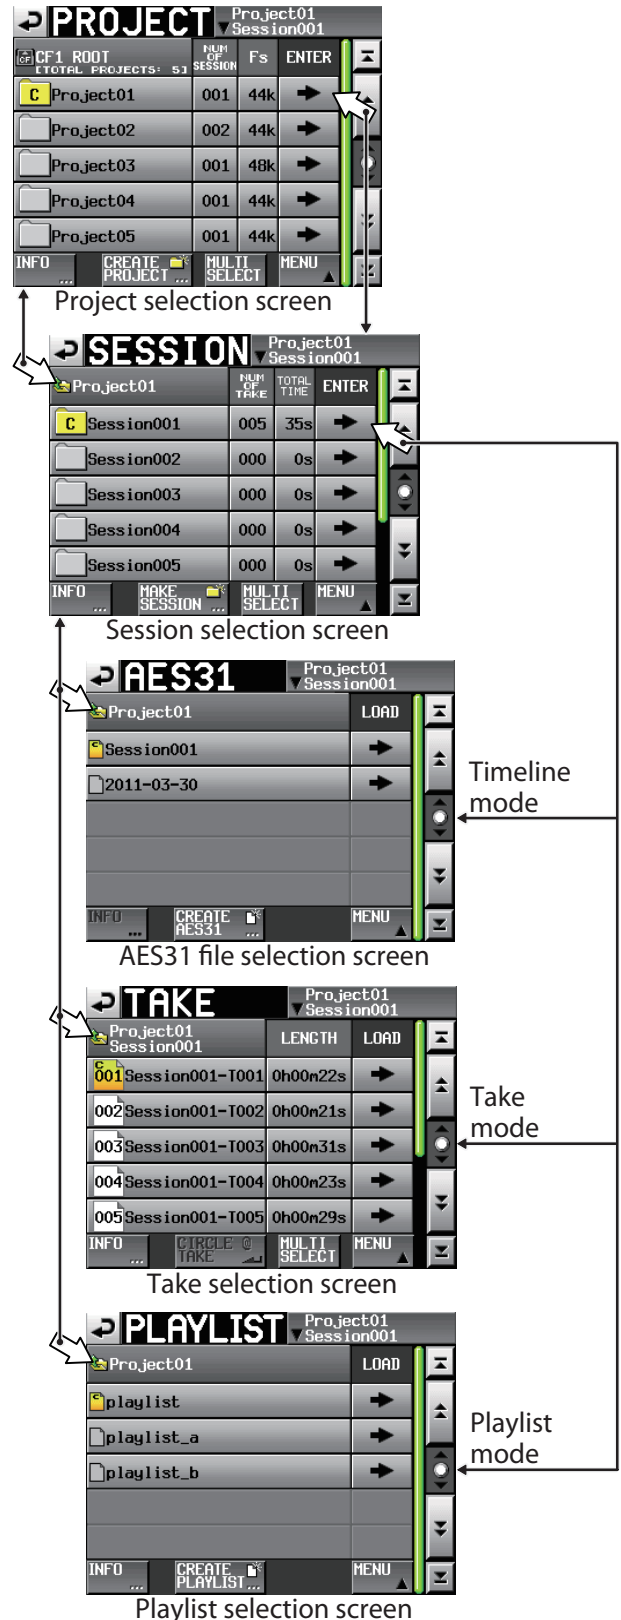 PROJECT ▼Project01
Session001
CF CF1 ROOT NUM OF SESSION Fs ENTER
[TOTAL PROJECTS: 5]
C Project01 001 44k
Project02 002 44k
Project03 001 48k
Project04 001 44k
Project05 001 44k
INFO ... CREATE PROJECT ... MULTI SELECT MENU
Project selection screen
SESSION ▼Project01
Session001
Project01 NUM OF TAKE TOTAL TIME ENTER
C Session001 005 35s
Session002 000 0s
Session003 000 0s
Session004 000 0s
Session005 000 0s
INFO ... MAKE SESSION ... MULTI SELECT MENU
Session selection screen
AES31 Project01
▼Session001
Project01 LOAD
C Session001
2011-03-30
INFO ... CREATE AES31 ... MENU
Timeline
mode
AES31 file selection screen
TAKE Project01
▼Session001
Project01
Session001 LENGTH LOAD
C 001 Session001-T001 0h00m22s
002 Session001-T002 0h00m21s
003 Session001-T003 0h00m31s
004 Session001-T004 0h00m23s
005 Session001-T005 0h00m29s
INFO ... CIRCLE @ TAKE MULTI SELECT MENU
Take
mode
Take selection screen
PLAYLIST Project01
▼Session001
Project01 LOAD
C playlist
playlist_a
playlist_b
INFO ... CREATE PLAYLIST... MENU
Playlist
mode
Playlist selection screen